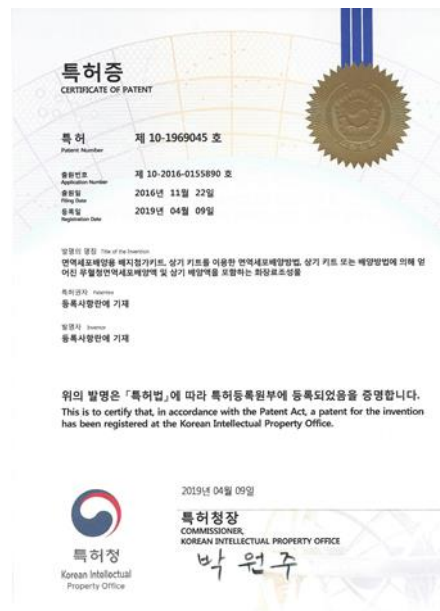 특허증
CERTIFICATE OF PATENT
특허 제 10-1969045 호
Patent Number
출원번호 제 10-2016-0155890 호
Application Number
출원일 2016년 11월 22일
Filing Date
등록일 2019년 04월 09일
Registration Date
발명의 명칭 Title of the Invention
면역세포배양용 배지첨가키트, 상기 키트를 이용한 면역세포배양방법, 상기 키트 또는 배양방법에 의해 얻
어진 무혈청면역세포배양액 및 상기 배양액을 포함하는 화장료조성물
특허권자 Patentee
등록사항란에 기재
발명자 Inventor
등록사항란에 기재
위의 발명은 「특허법」에 따라 특허등록원부에 등록되었음을 증명합니다.
This is to certify that, in accordance with the Patent Act, a patent for the invention
has been registered at the Korean Intellectual Property Office.
2019년 04월 09일
특허청장
COMMISSIONER,
KOREAN INTELLECTUAL PROPERTY OFFICE
박원주
특허청
Korean Intellectual
Property Office